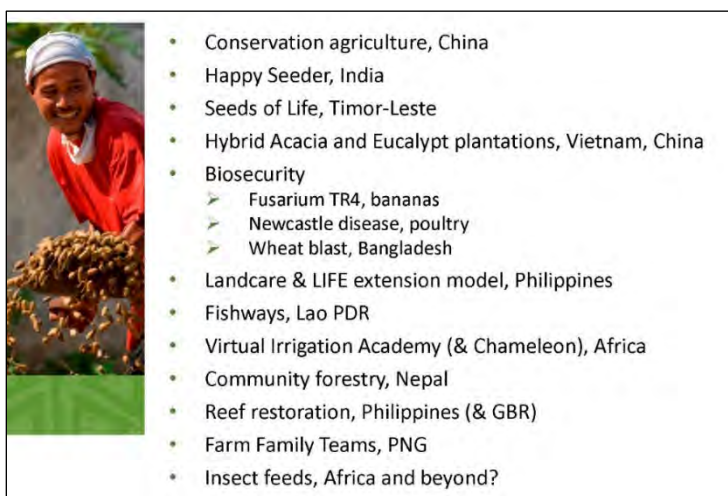 • Conservation agriculture, China
• Happy Seeder, India
• Seeds of Life, Timor-Leste
• Hybrid Acacia and Eucalypt plantations, Vietnam, China
• Biosecurity
➢ Fusarium TR4, bananas
➢ Newcastle disease, poultry
➢ Wheat blast, Bangladesh
• Landcare & LIFE extension model, Philippines
• Fishways, Lao PDR
• Virtual Irrigation Academy (& Chameleon), Africa
• Community forestry, Nepal
• Reef restoration, Philippines (& GBR)
• Farm Family Teams, PNG
• Insect feeds, Africa and beyond?